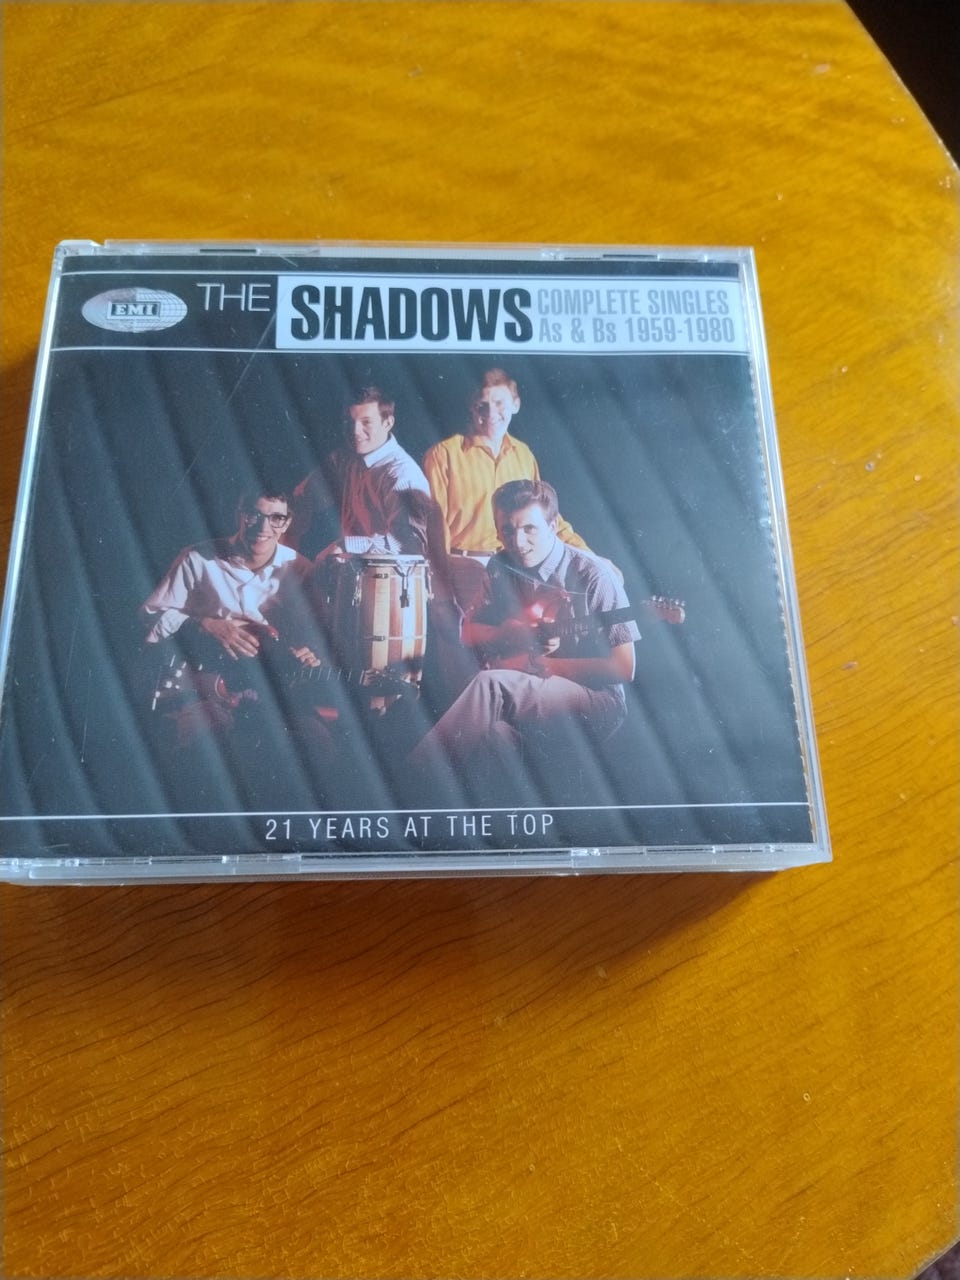 EMI
THE SHADOWS
COMPLETE SINGLES
As & Bs 1959-1980
21 YEARS AT THE TOP